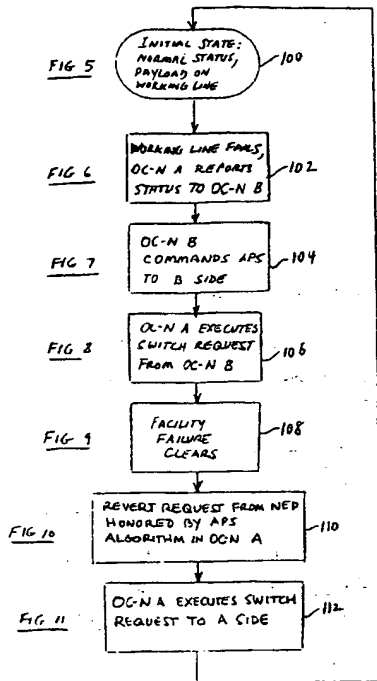 INITIAL STATE:
NORMAL STATUS,
PAYLOAD ON
WORKING LINE
100
FIG 5
WORKING LINE FAILS,
OC-N A REPORTS
STATUS TO OC-N B
102
FIG 6
OC-N B
COMMANDS APS
TO B SIDE
104
FIG 7
OC-N A EXECUTES
SWITCH REQUEST
FROM OC-N B
106
FIG 8
FACILITY
FAILURE
CLEARS
108
FIG 9
REVERT REQUEST FROM NEP
HONORED BY APS
ALGORITHM IN OC-N A
110
FIG 10
OC-N A EXECUTES SWITCH
REQUEST TO A SIDE
112
FIG 11